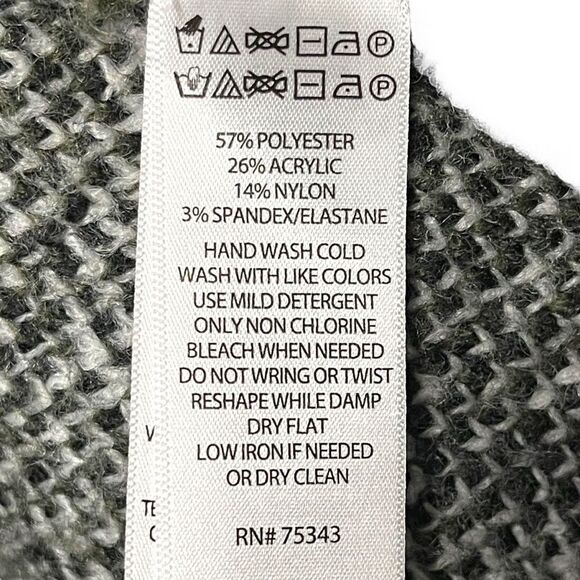 57% POLYESTER
26% ACRYLIC
14% NYLON
3% SPANDEX/ELASTANE
HAND WASH COLD
WASH WITH LIKE COLORS
USE MILD DETERGENT
ONLY NON CHLORINE
BLEACH WHEN NEEDED
DO NOT WRING OR TWIST
RESHAPE WHILE DAMP
DRY FLAT
LOW IRON IF NEEDED
OR DRY CLEAN
RN# 75343